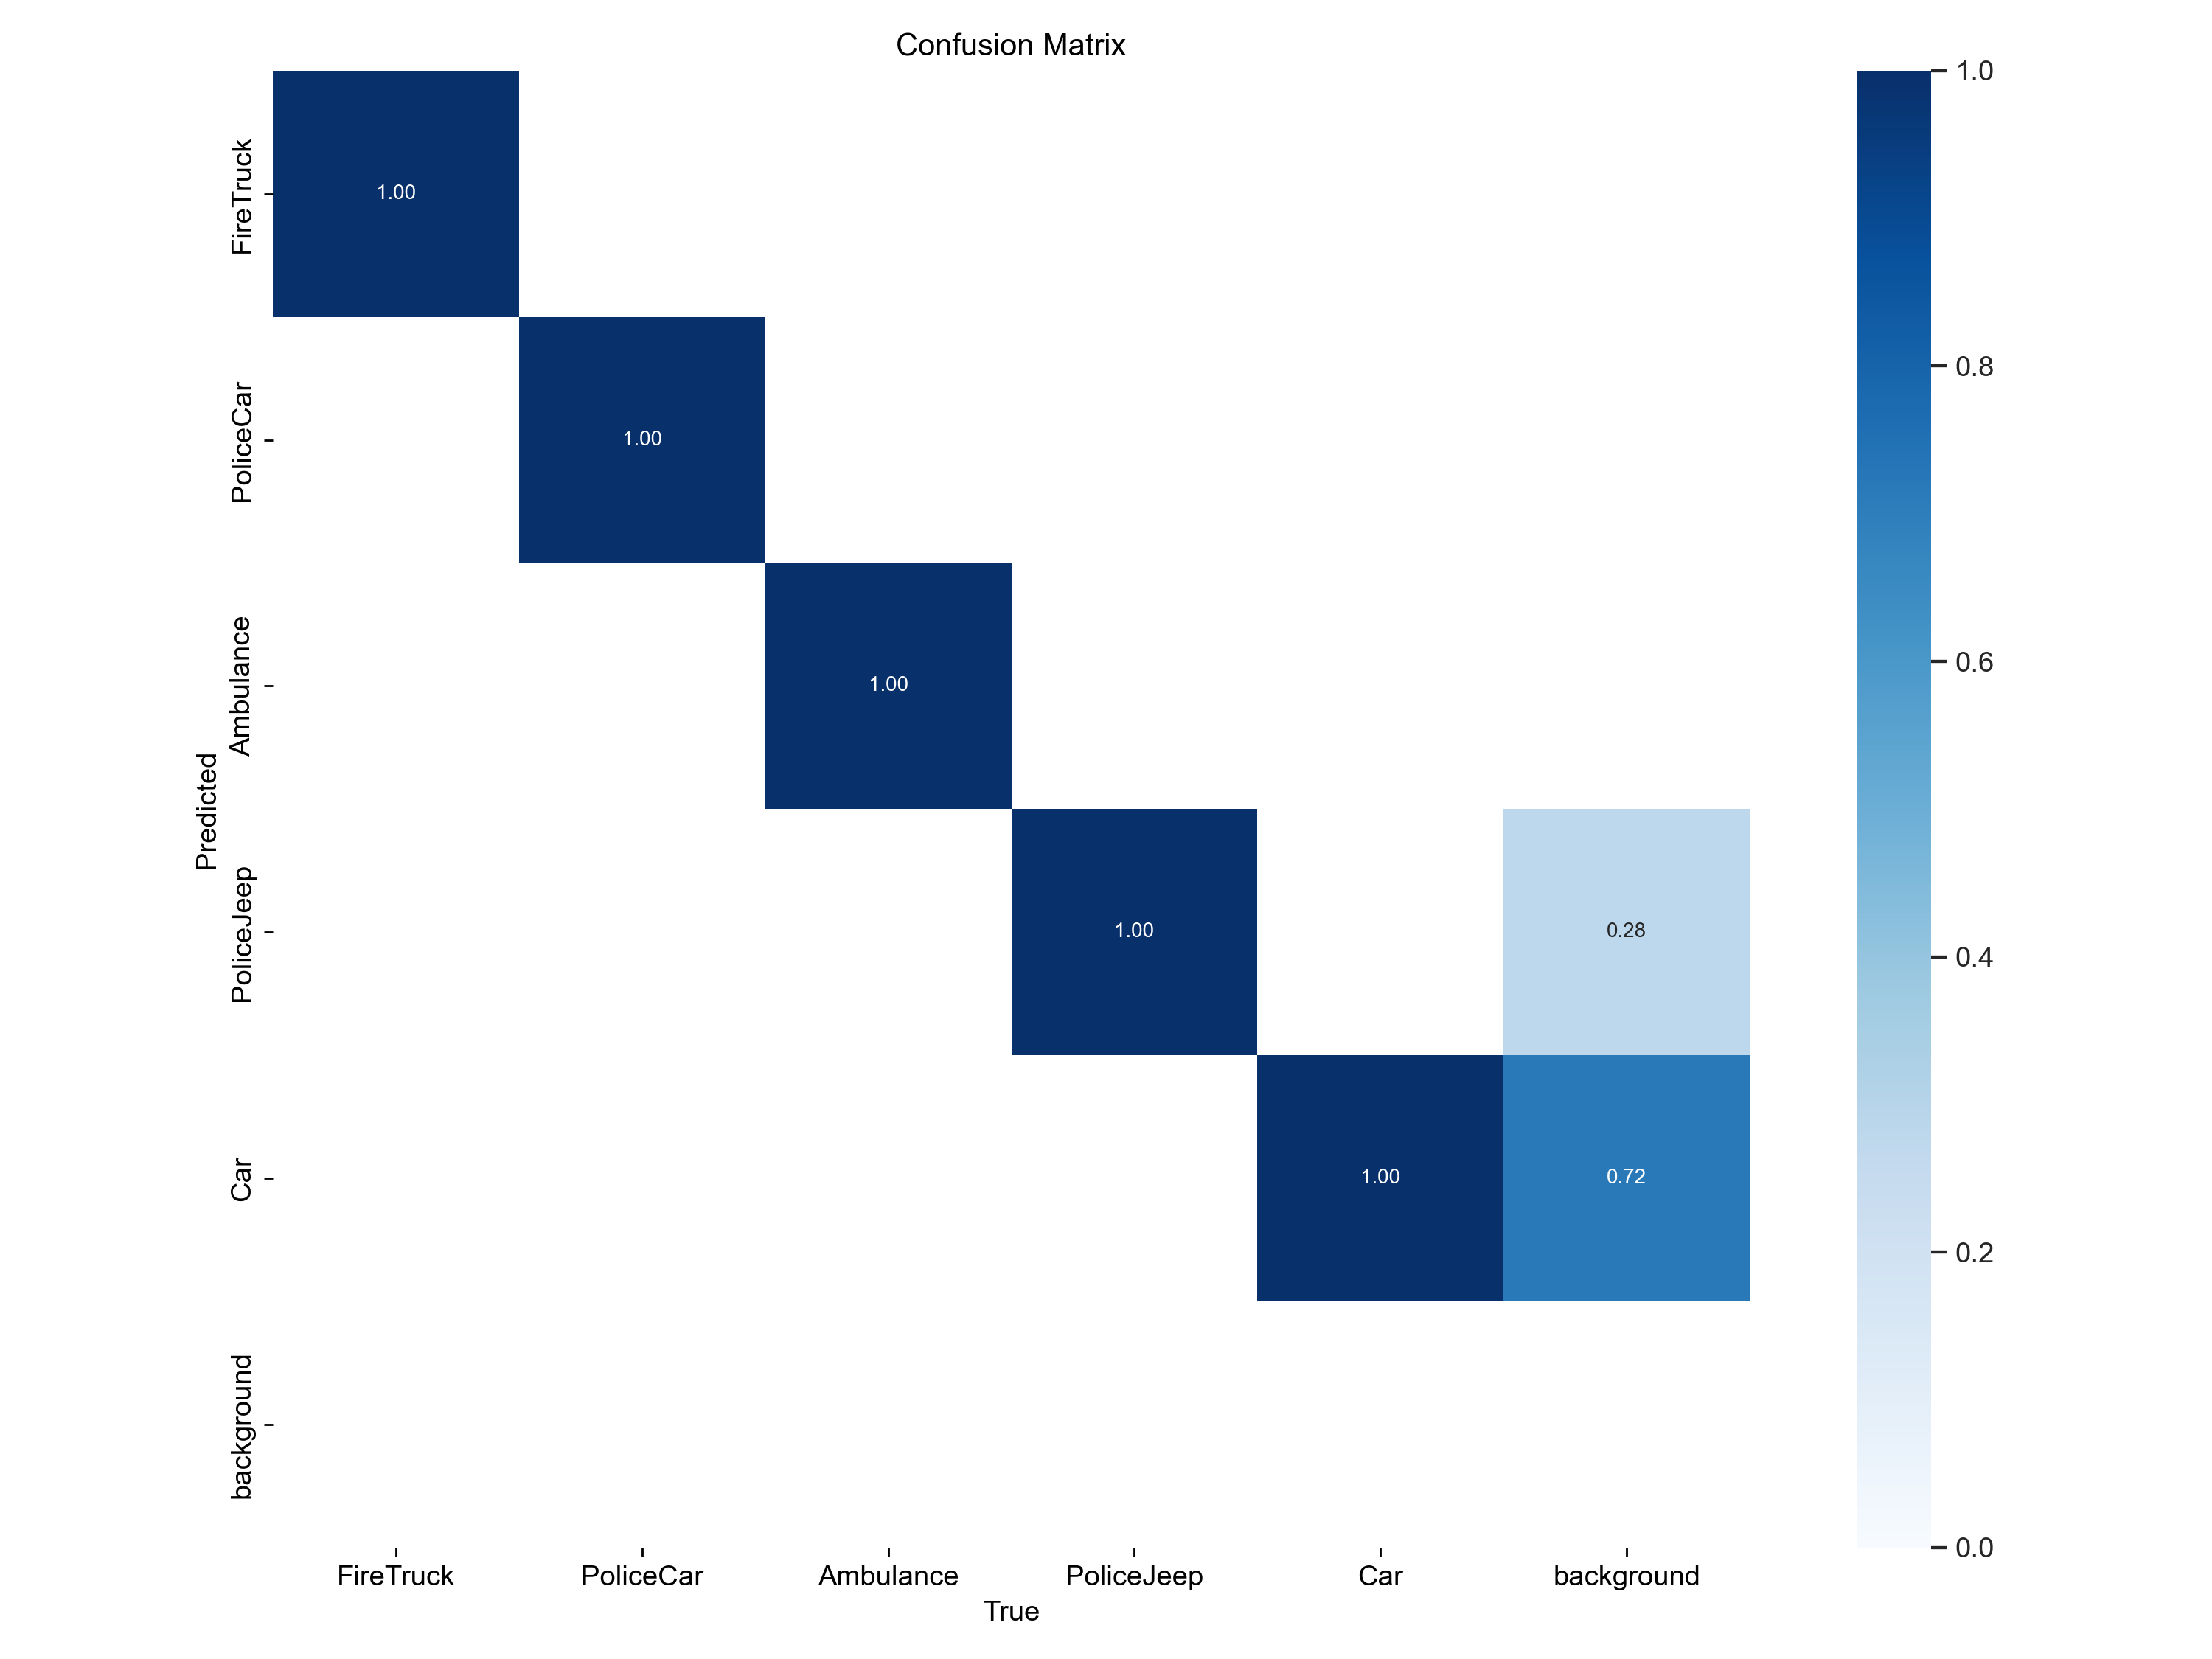 Confusion Matrix
Predicted
FireTruck
PoliceCar
Ambulance
PoliceJeep
Car
background
1.00
1.00
1.00
1.00
0.28
1.00
0.72
FireTruck
PoliceCar
Ambulance
PoliceJeep
Car
background
True
1.0
0.8
0.6
0.4
0.2
0.0